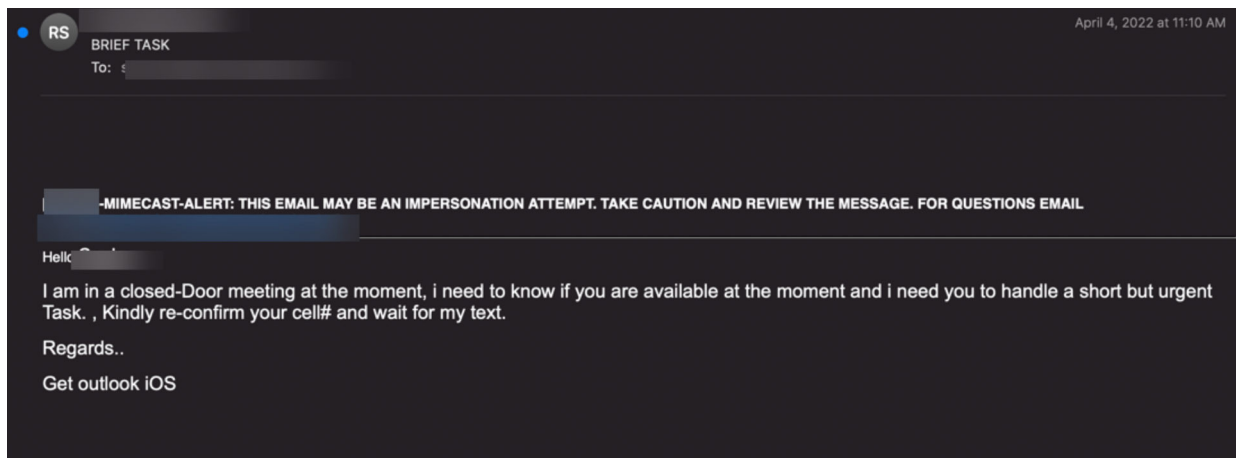 RS
April 4, 2022 at 11:10 AM
BRIEF TASK
To:
-MIMECAST-ALERT: THIS EMAIL MAY BE AN IMPERSONATION ATTEMPT. TAKE CAUTION AND REVIEW THE MESSAGE. FOR QUESTIONS EMAIL
Hello
I am in a closed-Door meeting at the moment, i need to know if you are available at the moment and i need you to handle a short but urgent
Task. , Kindly re-confirm your cell# and wait for my text.
Regards..
Get outlook iOS